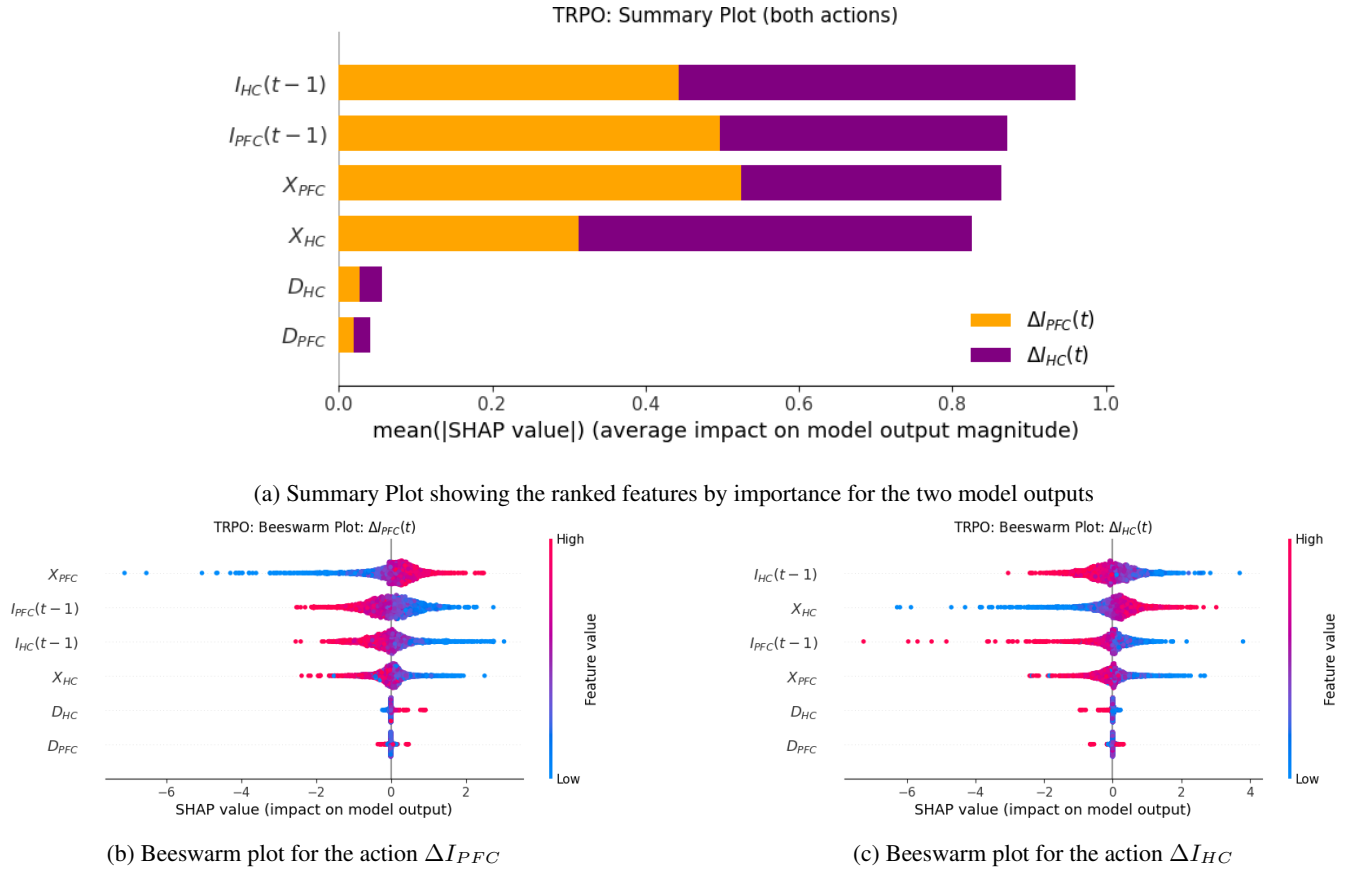 TRPO: Summary Plot (both actions)
I_HC(t − 1)
I_PFC(t − 1)
X_PFC
X_HC
D_HC
D_PFC
ΔI_PFC(t)
ΔI_HC(t)
0.0 0.2 0.4 0.6 0.8 1.0
mean(|SHAP value|) (average impact on model output magnitude)
(a) Summary Plot showing the ranked features by importance for the two model outputs
TRPO: Beeswarm Plot: ΔI_PFC(t)
High
X_PFC
I_PFC(t − 1)
I_HC(t − 1)
X_HC
D_HC
D_PFC
Feature value
Low
−6 −4 −2 0 2
SHAP value (impact on model output)
(b) Beeswarm plot for the action ΔI_PFC
TRPO: Beeswarm Plot: ΔI_HC(t)
High
I_HC(t − 1)
X_HC
I_PFC(t − 1)
X_PFC
D_HC
D_PFC
Feature value
Low
−6 −4 −2 0 2 4
SHAP value (impact on model output)
(c) Beeswarm plot for the action ΔI_HC